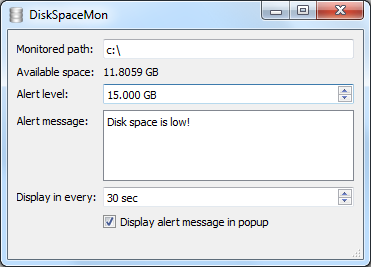 DiskSpaceMon
Monitored path: c:\
Available space: 11.8059 GB
Alert level: 15.000 GB
Alert message: Disk space is low!
Display in every: 30 sec
Display alert message in popup